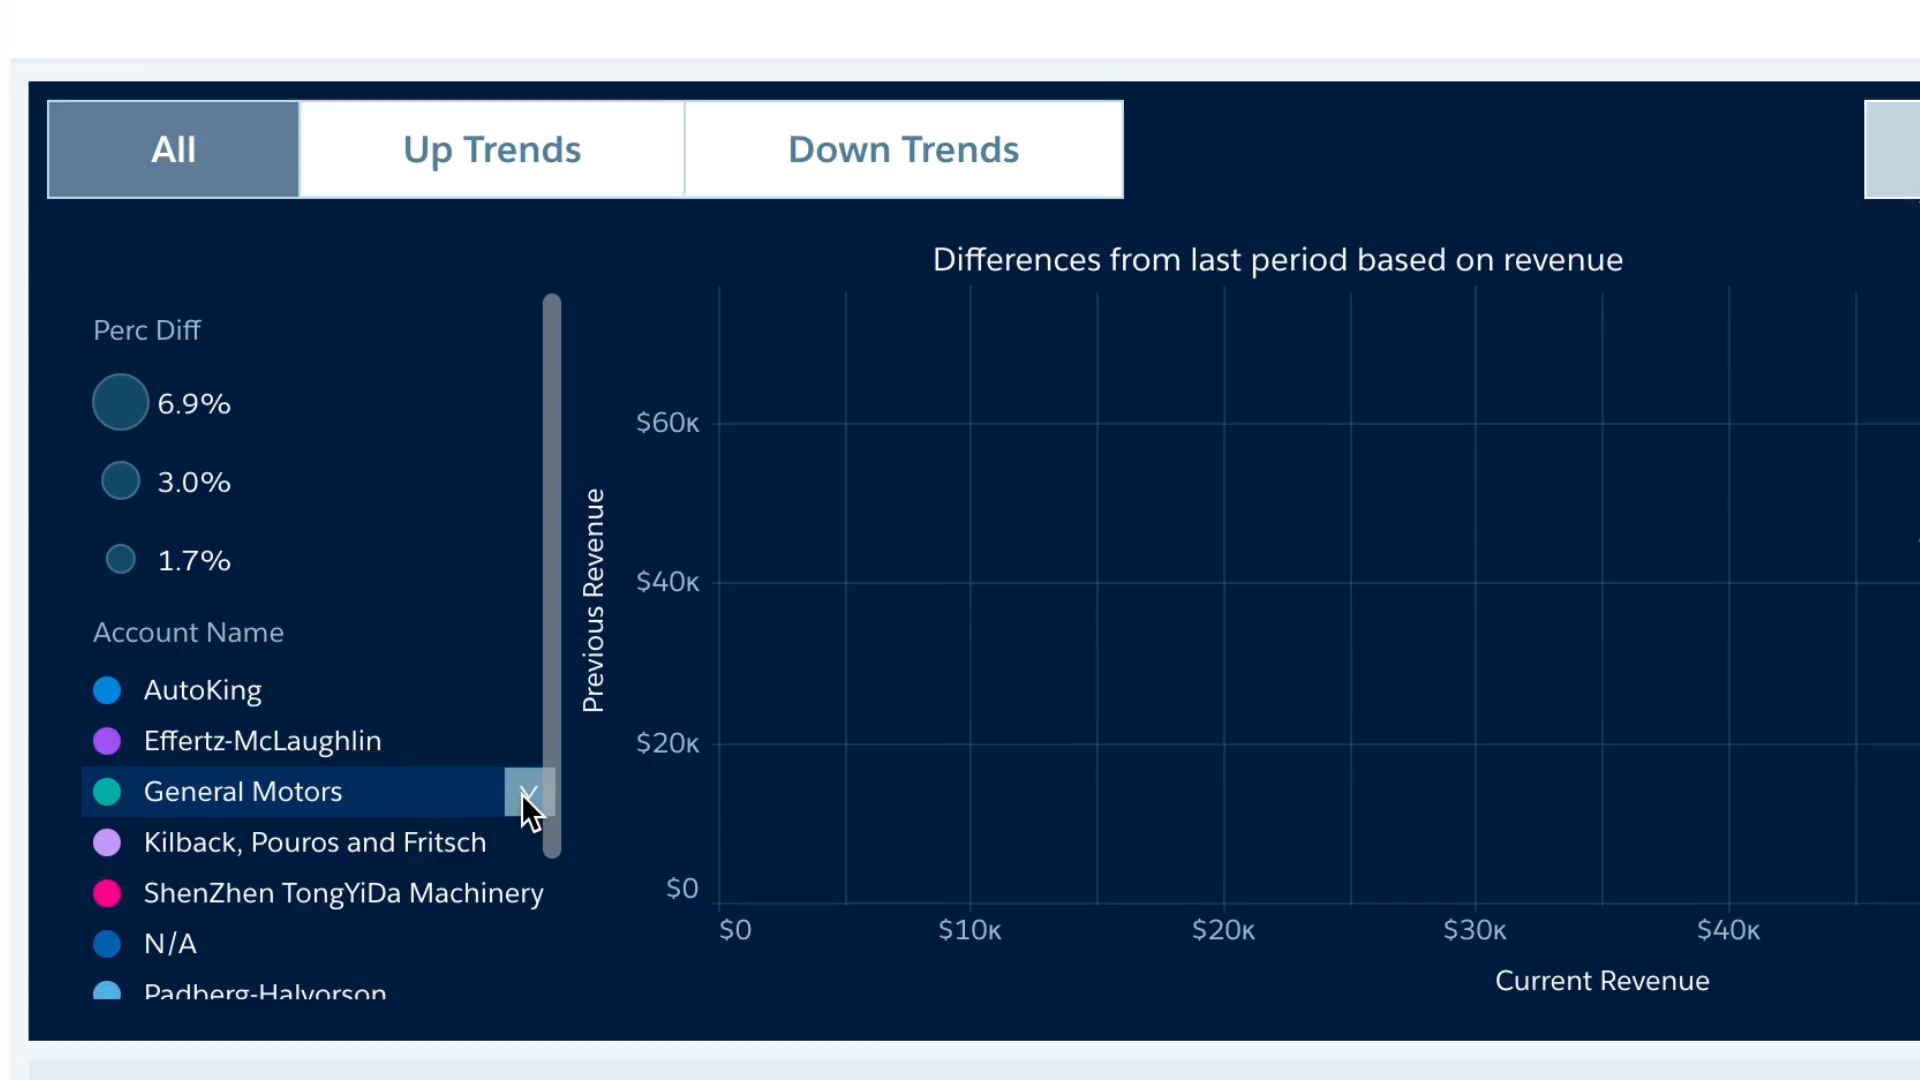 All Up Trends Down Trends
Differences from last period based on revenue
Perc Diff
6.9%
3.0%
1.7%
Account Name
AutoKing
Effertz-McLaughlin
General Motors
Kilback, Pouros and Fritsch
ShenZhen TongYiDa Machinery
N/A
Padberg-Halvorson
Previous Revenue
$60K
$40K
$20K
$0
$0 $10K $20K $30K $40K
Current Revenue